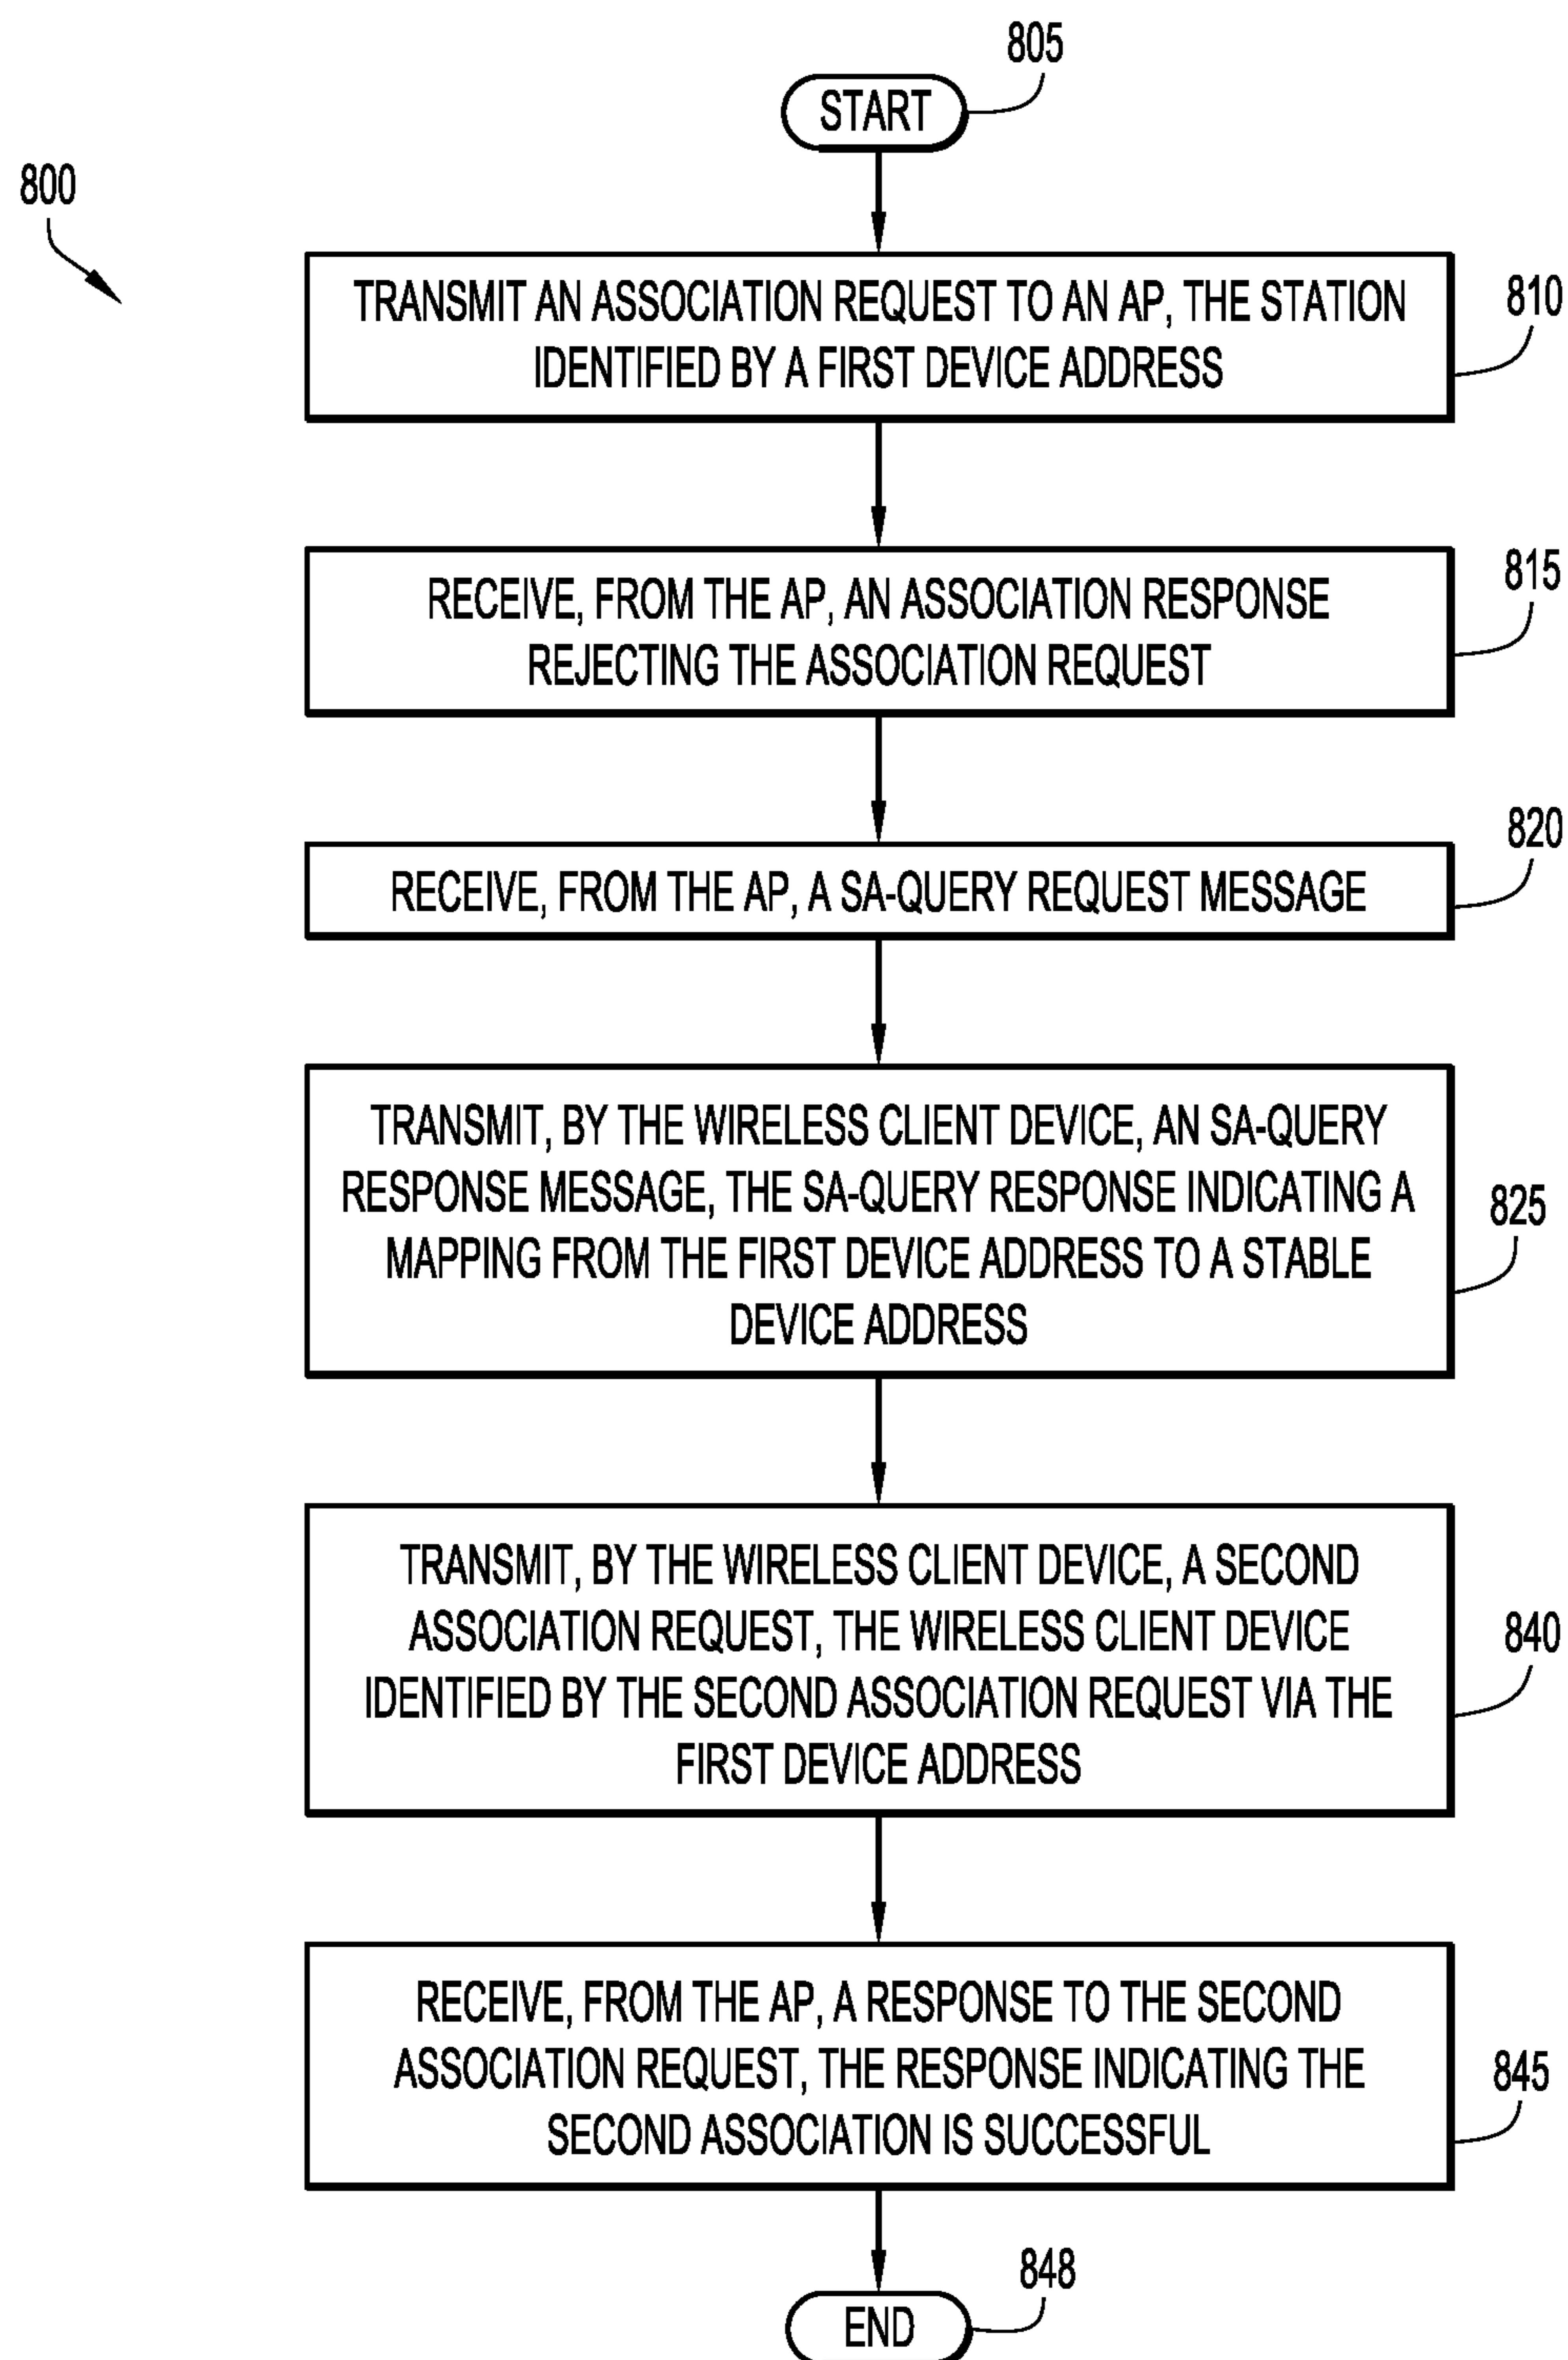 805
START
800
TRANSMIT AN ASSOCIATION REQUEST TO AN AP, THE STATION
IDENTIFIED BY A FIRST DEVICE ADDRESS
810
RECEIVE, FROM THE AP, AN ASSOCIATION RESPONSE
REJECTING THE ASSOCIATION REQUEST
815
RECEIVE, FROM THE AP, A SA-QUERY REQUEST MESSAGE
820
TRANSMIT, BY THE WIRELESS CLIENT DEVICE, AN SA-QUERY
RESPONSE MESSAGE, THE SA-QUERY RESPONSE INDICATING A
MAPPING FROM THE FIRST DEVICE ADDRESS TO A STABLE
DEVICE ADDRESS
825
TRANSMIT, BY THE WIRELESS CLIENT DEVICE, A SECOND
ASSOCIATION REQUEST, THE WIRELESS CLIENT DEVICE
IDENTIFIED BY THE SECOND ASSOCIATION REQUEST VIA THE
FIRST DEVICE ADDRESS
840
RECEIVE, FROM THE AP, A RESPONSE TO THE SECOND
ASSOCIATION REQUEST, THE RESPONSE INDICATING THE
SECOND ASSOCIATION IS SUCCESSFUL
845
848
END